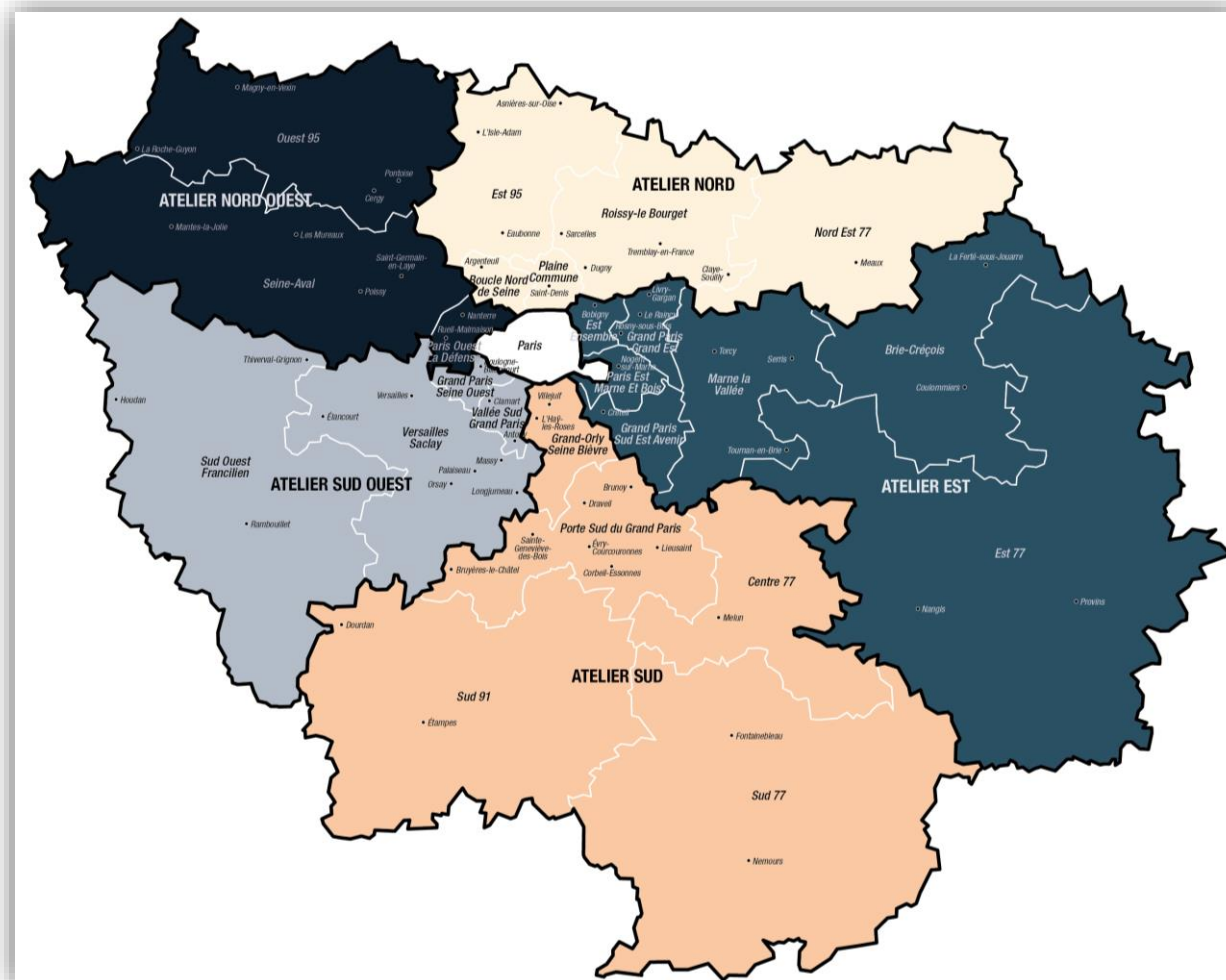 Magny-en-Vexin
Asnières-sur-Oise
Ouest 95
L'Isle-Adam
La Roche-Guyon
Pontoise
ATELIER NORD
Est 95
Cergy
ATELIER NORD OUEST
Roissy-le Bourget
Mantes-la-Jolie
Les Mureaux
Eaubonne
Sarcelles
Nord Est 77
Tremblay-en-France
La Ferté-sous-Jouarre
Saint-Germain-
en-Laye
Argenteuil
Plaine
Commune
Dugny
Claye-
Souilly
Meaux
Seine-Aval
Poissy
Boucle Nord
de Seine
Saint-Denis
Livry-
Gargan
Nanterre
Bobigny
Le Raincy
Rueil-Malmaison
Est
Ensemble
Rosny-sous-Bois
Paris Ouest
La Défense
Paris
Grand Paris
Grand Est
Brie-Créçois
Thiverval-Grignon
Boulogne-
Billancourt
Nogent-
sur-Marne
Torcy
Serris
Grand Paris
Seine Ouest
Paris Est
Marne Et Bois
Marne la
Vallée
Coulommiers
Houdan
Versailles
Clamart
Villejuif
Étancourt
Vallée Sud
Grand Paris
L'Haÿ-
les-Roses
Créteil
Versailles
Saclay
Antony
Grand-Orly
Seine Bièvre
Grand Paris
Sud Est Avenir
Tournan-en-Brie
Sud Ouest
Francilien
Massy
Palaiseau
ATELIER SUD OUEST
Orsay
Longjumeau
Brunoy
ATELIER EST
Draveil
Rambouillet
Porte Sud du Grand Paris
Sainte-
Geneviève-
des-Bois
Évry-
Courcouronnes
Lieusaint
Est 77
Bruyères-le-Châtel
Corbeil-Essonnes
Centre 77
Nangis
Provins
Dourdan
Melun
ATELIER SUD
Sud 91
Étampes
Fontainebleau
Sud 77
Nemours